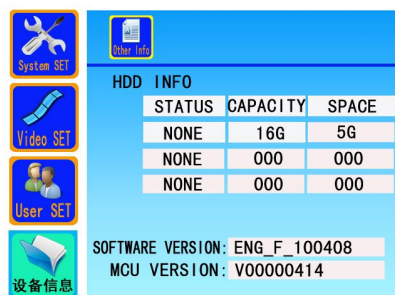 System SET
Other Info
HDD INFO
STATUS CAPACITY SPACE
NONE 16G 5G
Video SET
NONE 000 000
NONE 000 000
User SET
SOFTWARE VERSION: ENG_F_100408
MCU VERSION: V00000414
设备信息